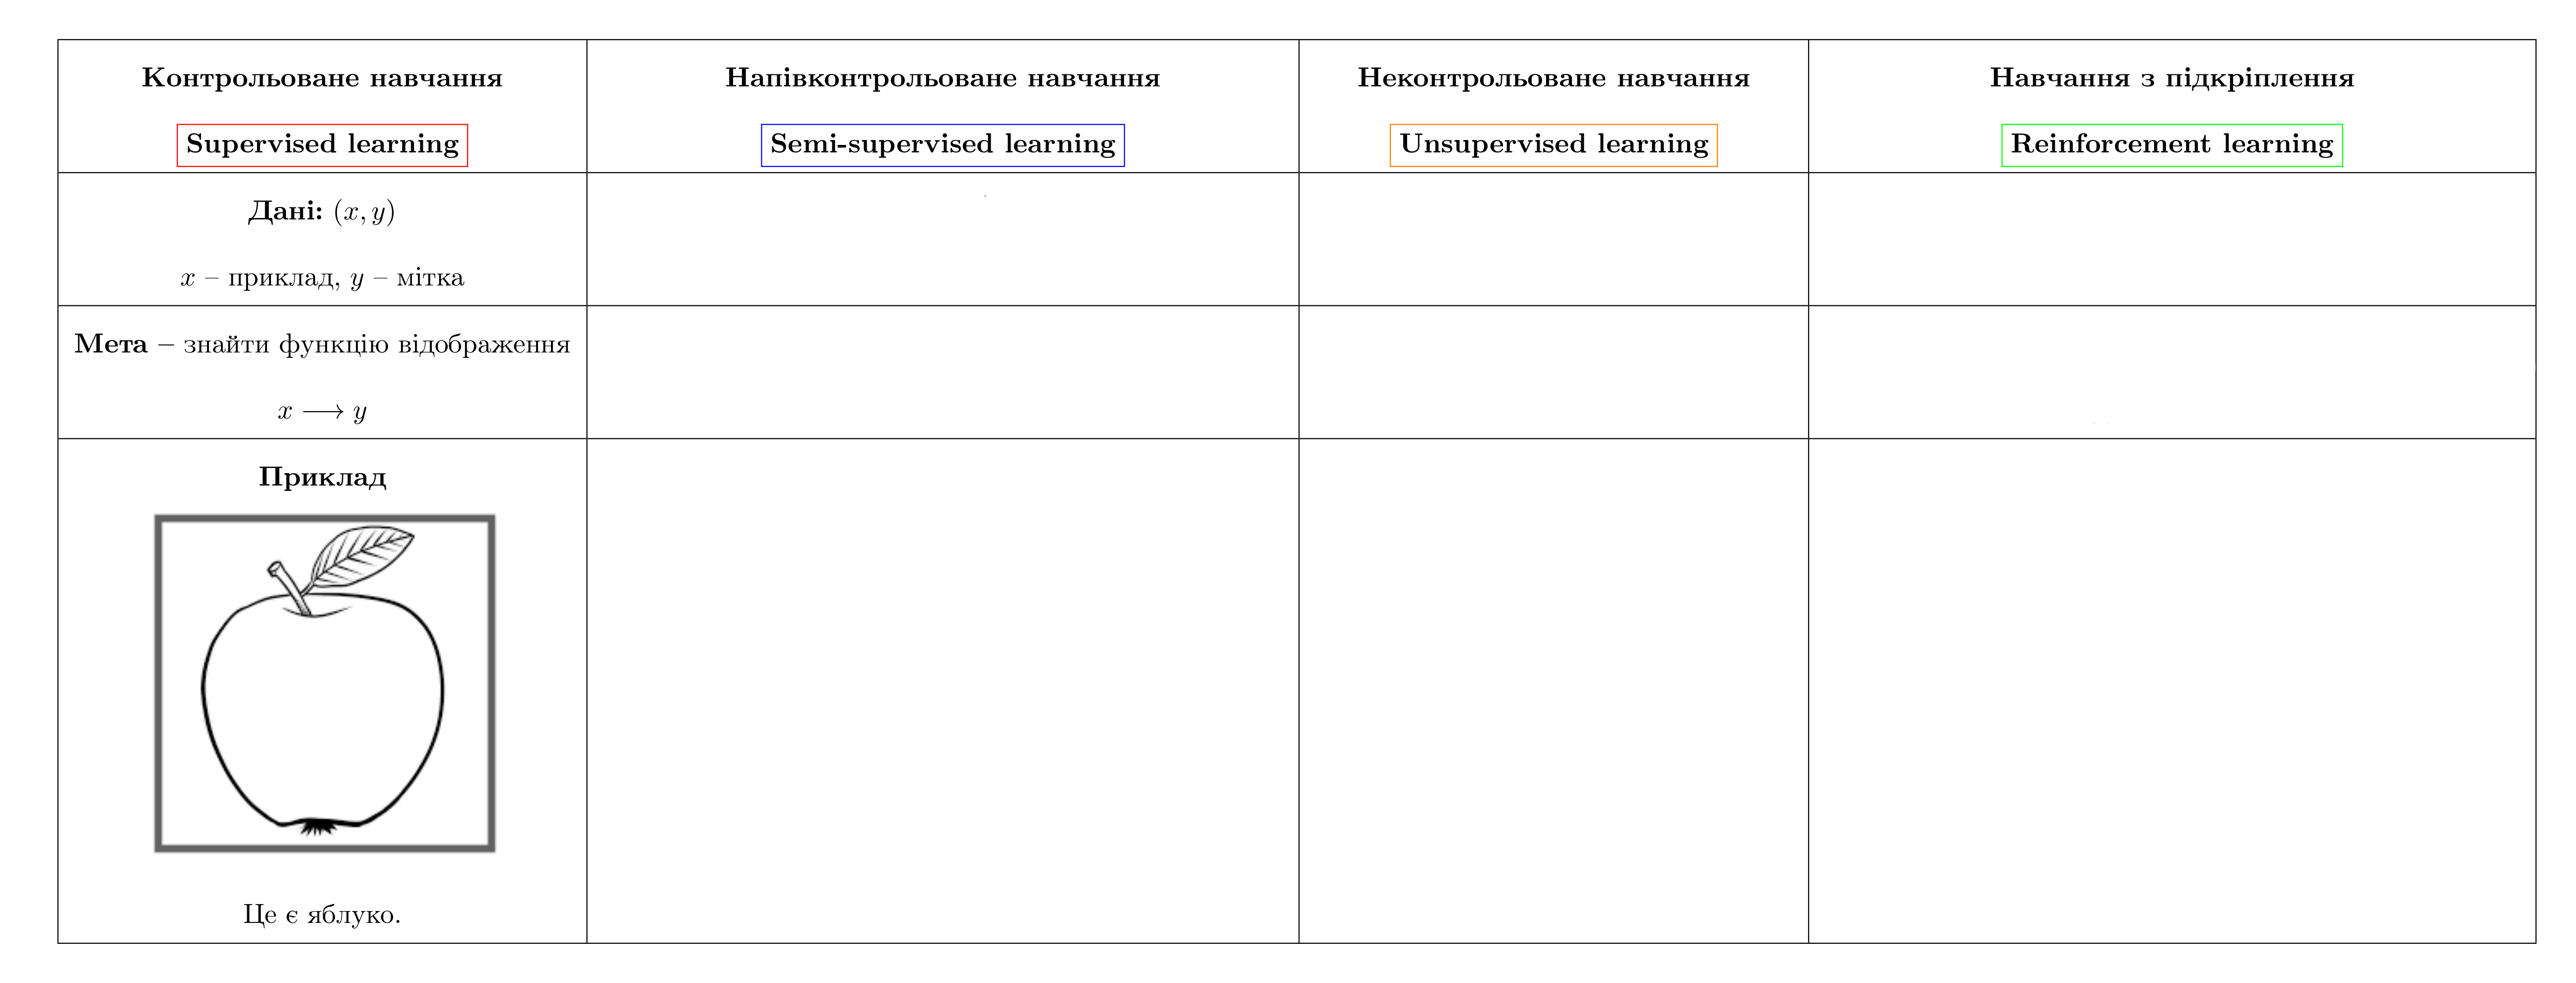 Контрольоване навчання
Supervised learning
Напівконтрольоване навчання
Semi-supervised learning
Неконтрольоване навчання
Unsupervised learning
Навчання з підкріплення
Reinforcement learning
Дані: (x, y)
x – приклад, y – мітка
Мета – знайти функцію відображення
x ⟶ y
Приклад
Це є яблуко.